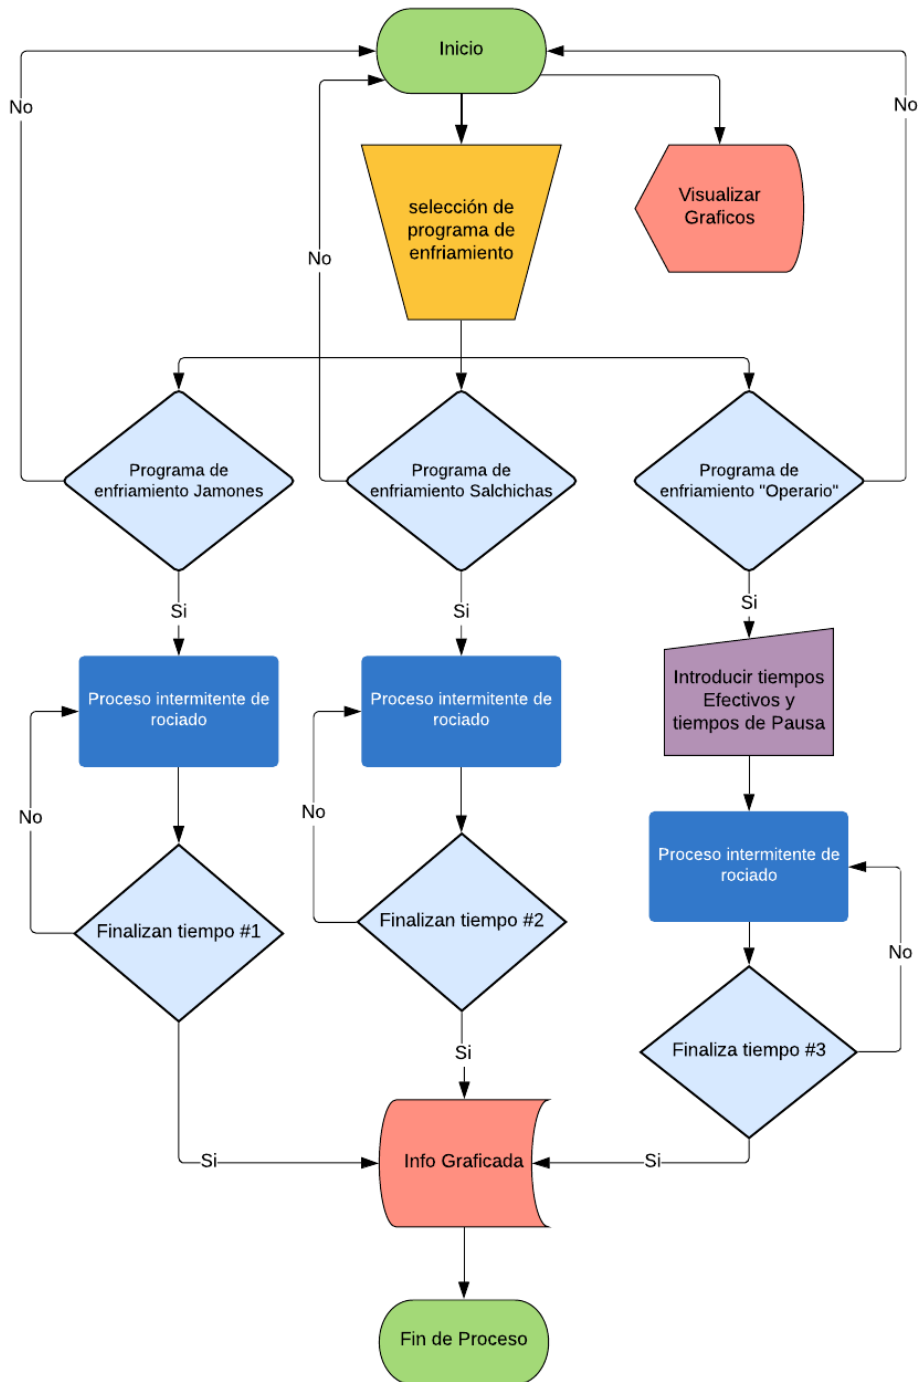 Inicio
No
No
Visualizar
Graficos
selección de
programa de
enfriamiento
No
Programa de
enfriamiento Jamones
Programa de
enfriamiento Salchichas
Programa de
enfriamiento "Operario"
Si
Si
Si
Proceso intermitente de
rociado
Proceso intermitente de
rociado
Introducir tiempos
Efectivos y
tiempos de Pausa
No
No
Proceso intermitente de
rociado
Finalizan tiempo #1
Finalizan tiempo #2
No
Finaliza tiempo #3
Si
Si
Info Graficada
Si
Fin de Proceso